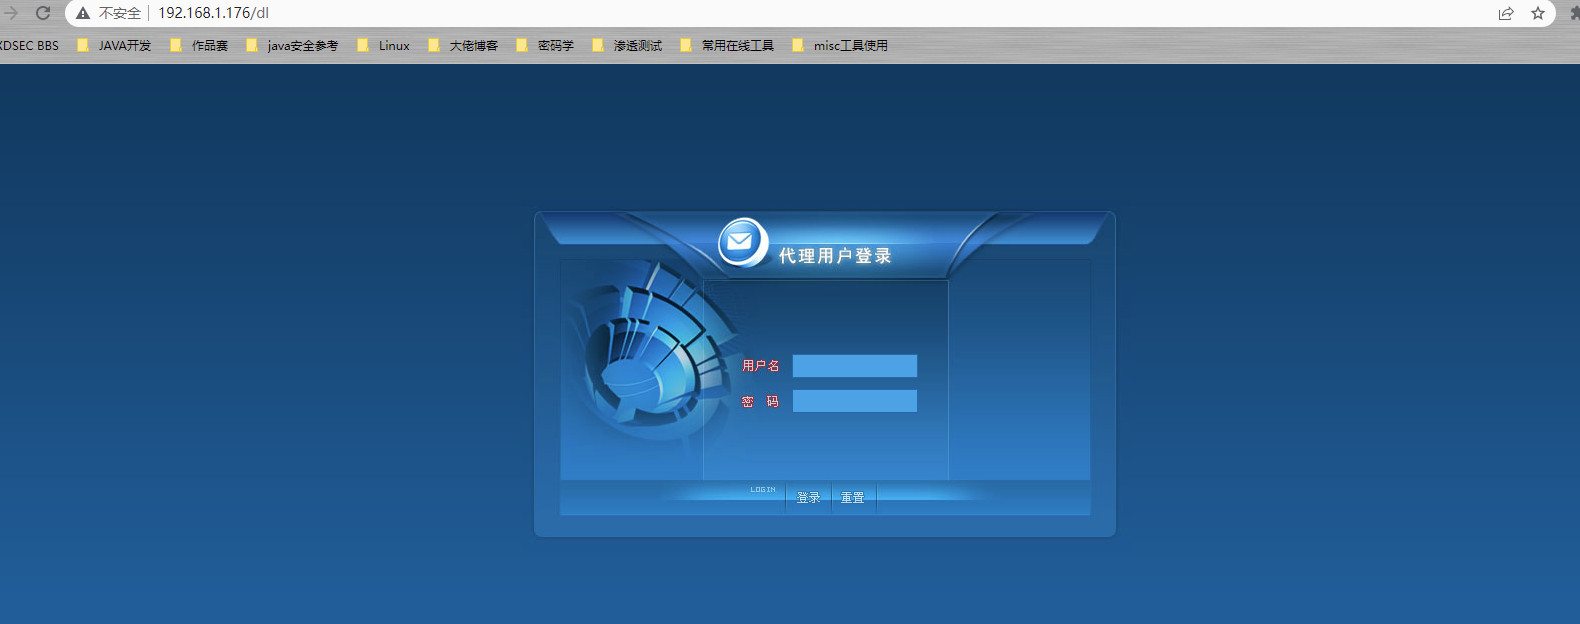 不安全 192.168.1.176/dl
XDSEC BBS JAVA开发 作品赛 java安全参考 Linux 大佬博客 密码学 渗透测试 常用在线工具 misc工具使用
代理用户登录
用户名
密 码
LOGIN 登录 重置